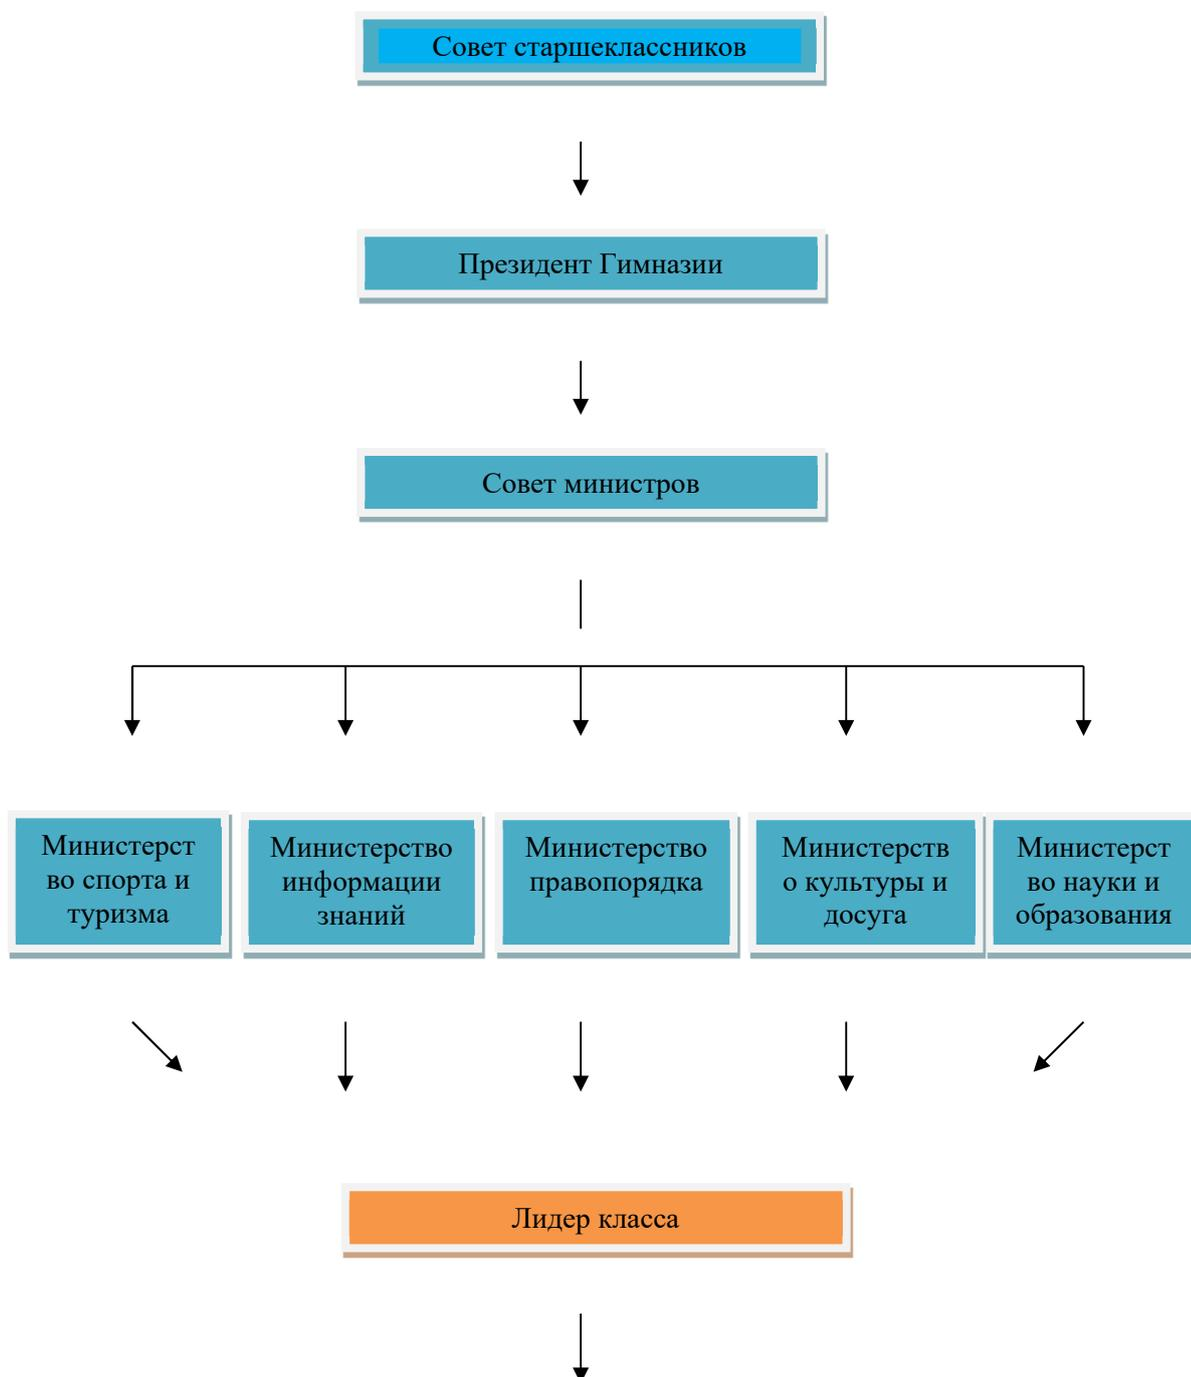 Совет старшеклассников
Президент Гимназии
Совет министров
Министерст
во спорта и
туризма
Министерство
информации
знаний
Министерство
правопорядка
Министерств
о культуры и
досуга
Министерст
во науки и
образования
Лидер класса